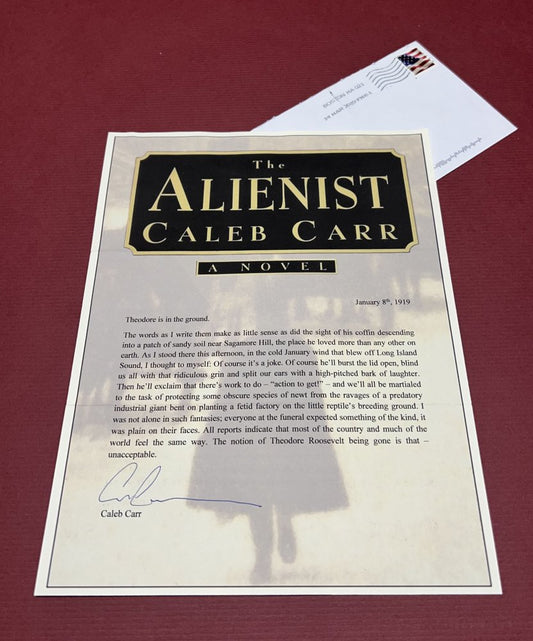 The
ALIENIST
CALEB CARR
A NOVEL
January 8th, 1919
Theodore is in the ground.
The words as I write them make as little sense as did the sight of his coffin descending
into a patch of sandy soil near Sagamore Hill, the place he loved more than any other on
earth. As I stood there this afternoon, in the cold January wind that blew off Long Island
Sound, I thought to myself: Of course it's a joke. Of course he'll burst the lid open, blind
us all with that ridiculous grin and split our ears with a high-pitched bark of laughter.
Then he'll exclaim that there's work to do – "action to get!" – and we'll all be martialed
to the task of protecting some obscure species of newt from the ravages of a predatory
industrial giant bent on planting a fetid factory on the little reptile's breeding ground. I
was not alone in such fantasies; everyone at the funeral expected something of the kind, it
was plain on their faces. All reports indicate that most of the country and much of the
world feel the same way. The notion of Theodore Roosevelt being gone is that –
unacceptable.
Caleb Carr